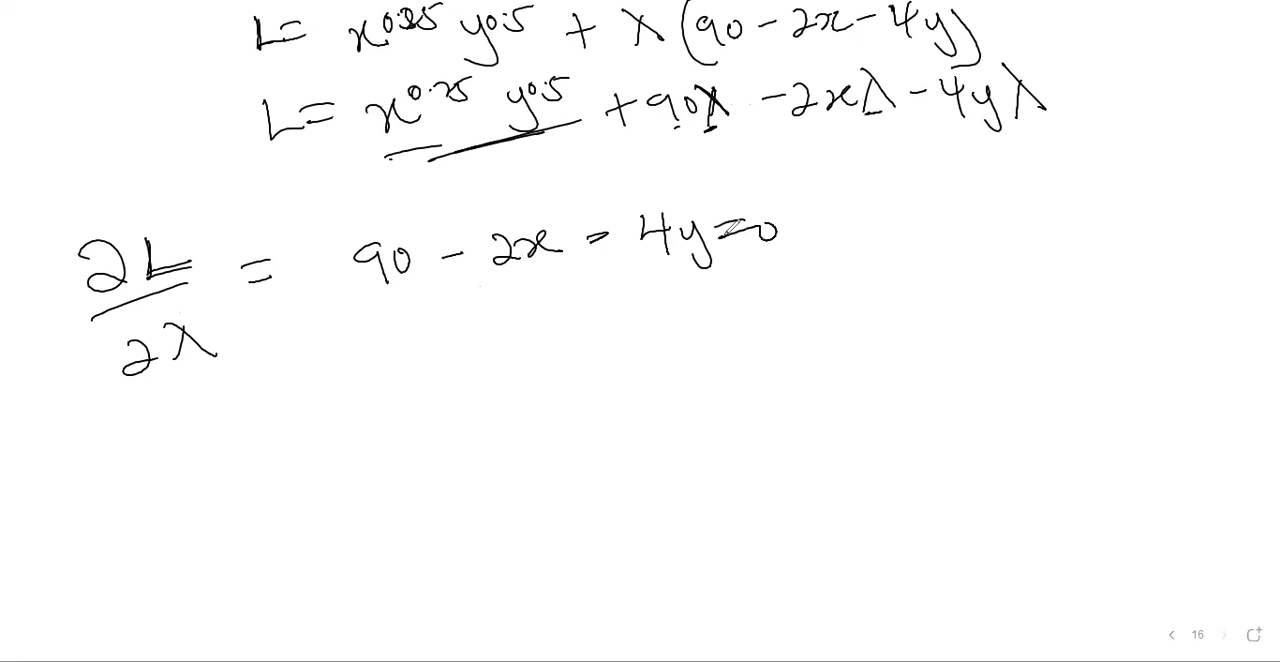 L= x^0.25 y^0.5 + λ(90 - 2x - 4y)
L= x^0.25 y^0.5 + 90λ - 2xλ - 4yλ
∂L/∂λ = 90 - 2x - 4y = 0
16